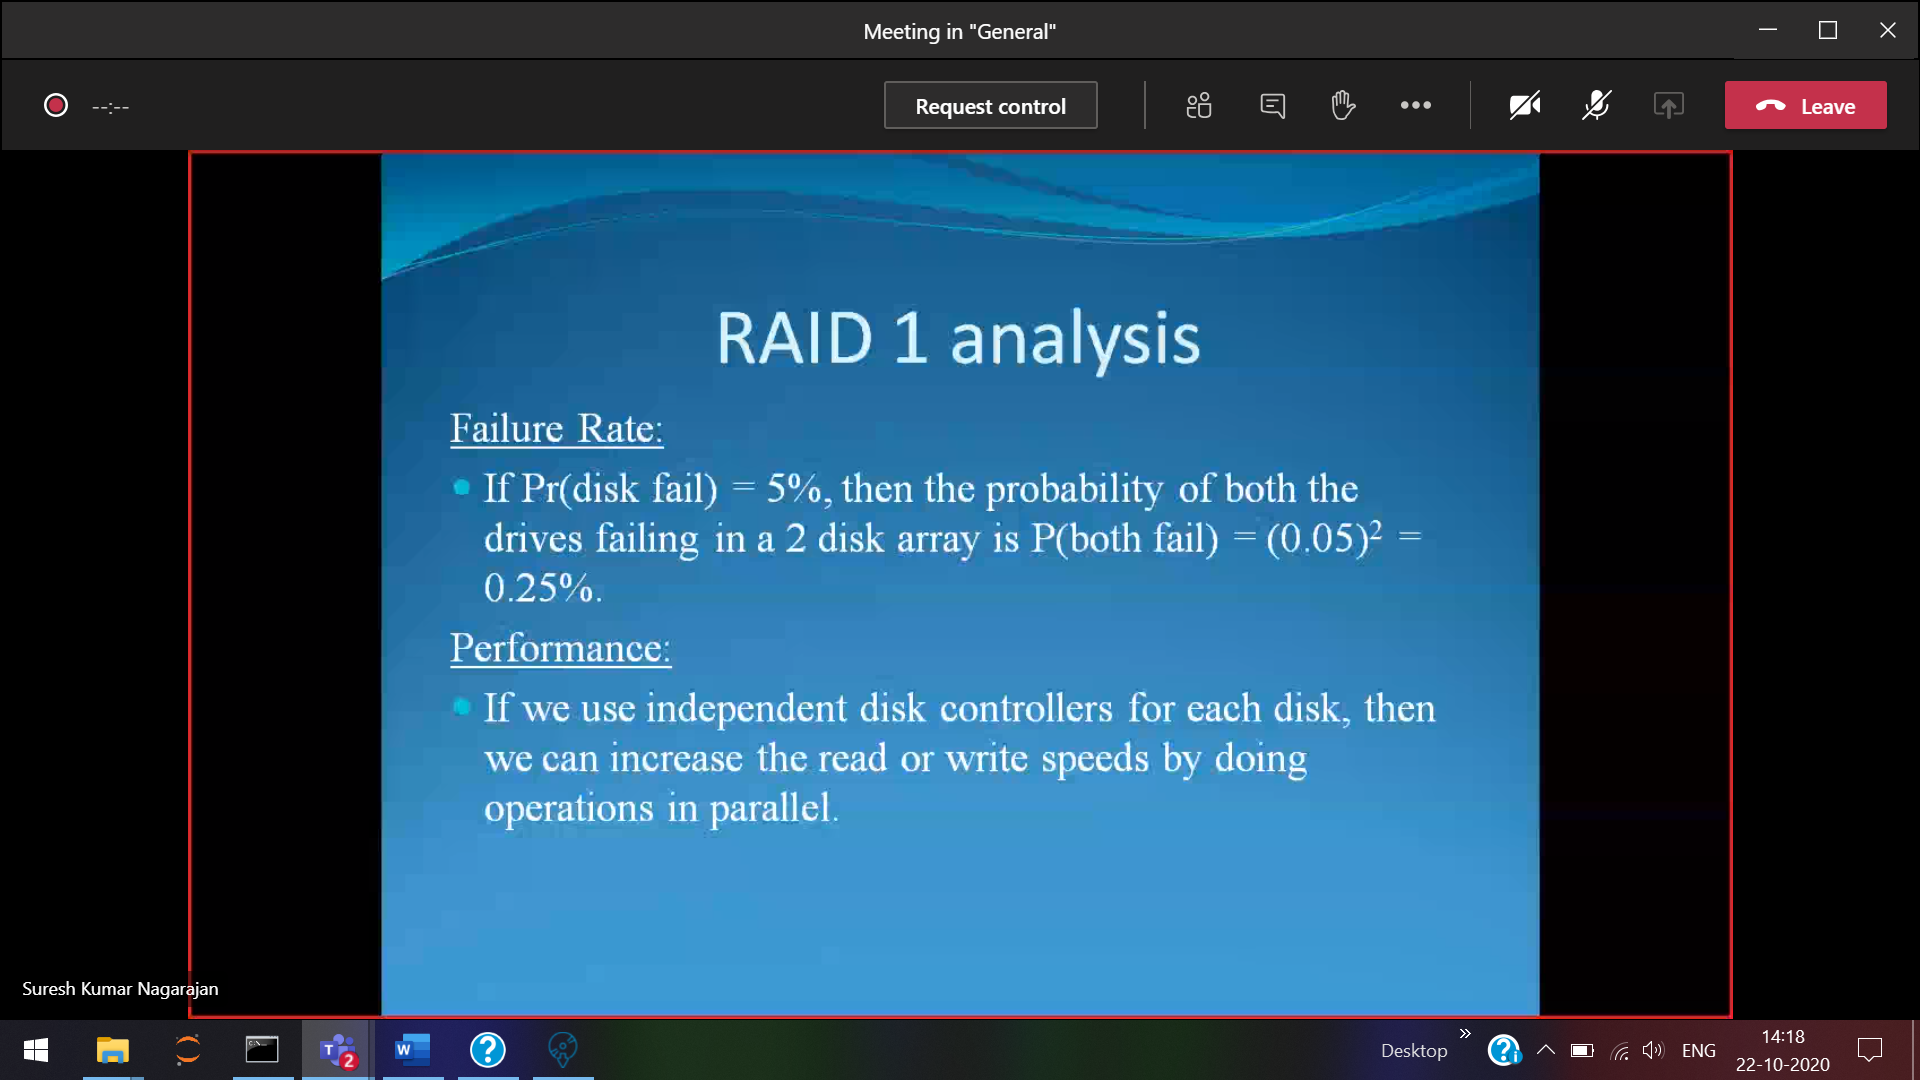 Meeting in "General"
--:--
Request control
Leave
RAID 1 analysis
Failure Rate:
If Pr(disk fail) = 5%, then the probability of both the
drives failing in a 2 disk array is P(both fail) = (0.05)² =
0.25%.
Performance:
If we use independent disk controllers for each disk, then
we can increase the read or write speeds by doing
operations in parallel.
Suresh Kumar Nagarajan
T
2
W
?
Desktop
»
?
i
ENG
14:18
22-10-2020